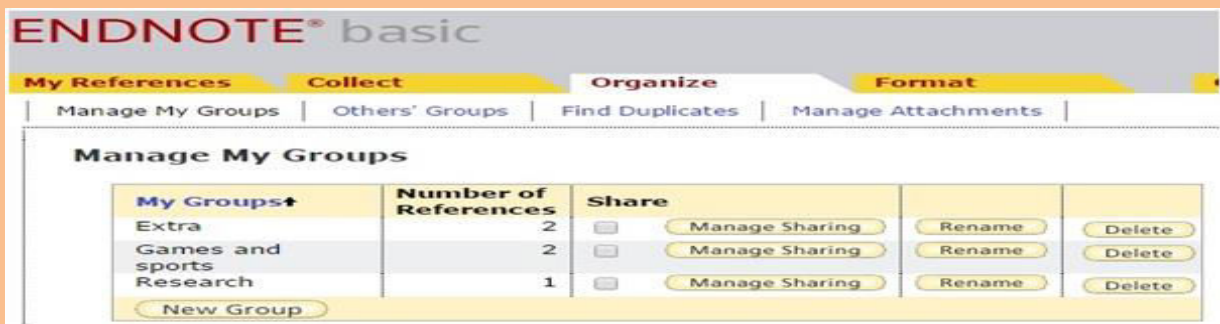 ENDNOTE® basic
My References Collect Organize Format
Manage My Groups | Others' Groups | Find Duplicates | Manage Attachments |
Manage My Groups
My Groups Number of References Share
Extra 2 Manage Sharing Rename Delete
Games and sports 2 Manage Sharing Rename Delete
Research 1 Manage Sharing Rename Delete
New Group